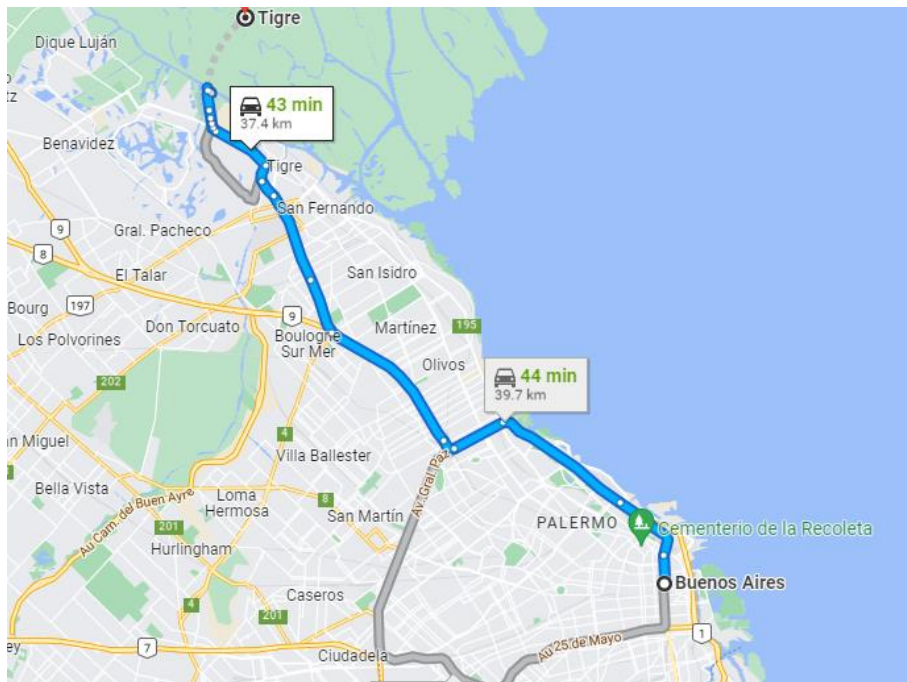 Tigre
Dique Luján
43 min
37.4 km
Benavidez
Tigre
San Fernando
9
Gral. Pacheco
8
El Talar
San Isidro
Bourg
197
9
Don Torcuato
Martínez
195
Los Polvorines
Boulogne
Sur Mer
Olivos
202
44 min
39.7 km
4
Miguel
Villa Ballester
Av. Gral. Paz
Bella Vista
Loma
Hermosa
8
Au Cam. del Buen Ayre
San Martín
PALERMO
201
Cementerio de la Recoleta
Hurlingham
Buenos Aires
4
Caseros
201
7
Ciudadela
Au 25 de Mayo
1